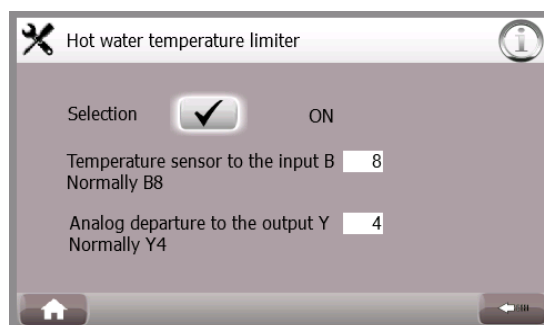 Hot water temperature limiter
Selection ON
Temperature sensor to the input B 8
Normally B8
Analog departure to the output Y 4
Normally Y4